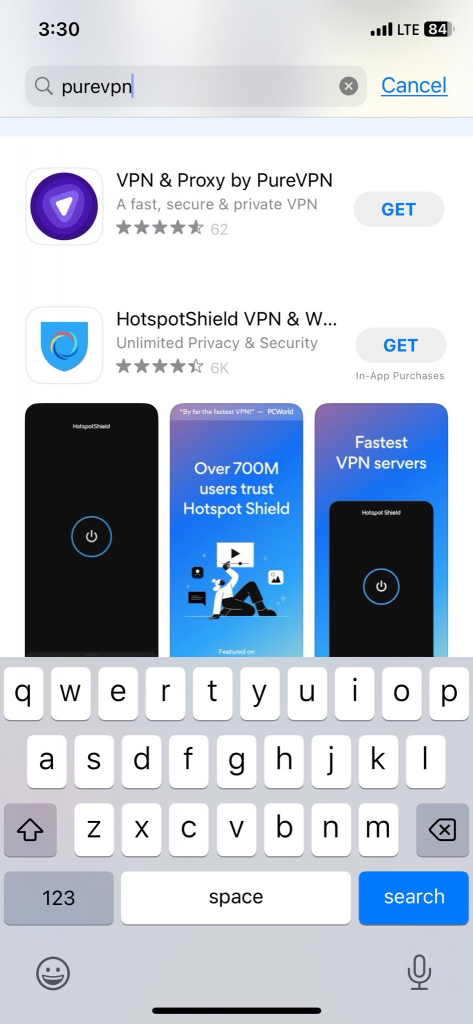 3:30
LTE 84
purevpn
Cancel
VPN & Proxy by PureVPN
A fast, secure & private VPN
62
GET
HotspotShield VPN & W...
Unlimited Privacy & Security
6K
GET
In-App Purchases
HotspotShield
"By far the fastest VPN!" — PCWorld
Over 700M
users trust
Hotspot Shield
Featured on
Fastest
VPN servers
Hotspot Shield
q w e r t y u i o p
a s d f g h j k l
z x c v b n m
123 space search